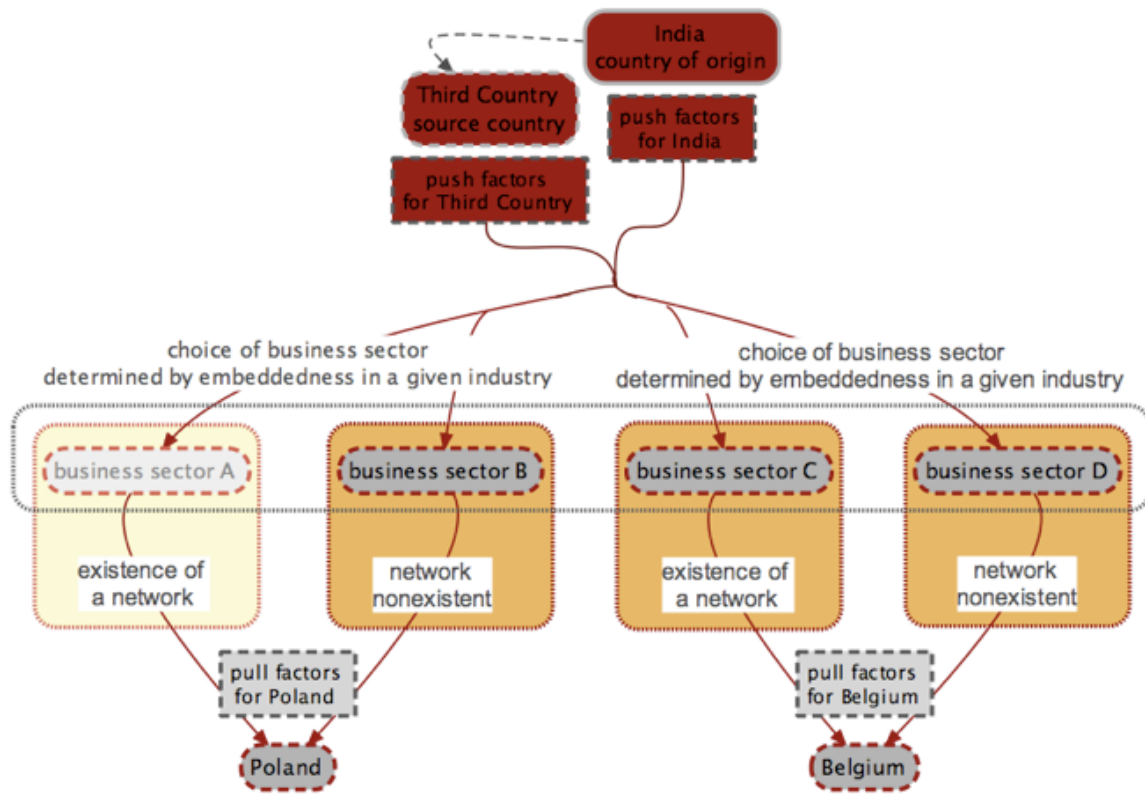 India
country of origin
Third Country
source country
push factors
for India
push factors
for Third Country
choice of business sector
determined by embeddedness in a given industry
choice of business sector
determined by embeddedness in a given industry
business sector A
business sector B
business sector C
business sector D
existence of
a network
network
nonexistent
existence of
a network
network
nonexistent
pull factors
for Poland
pull factors
for Belgium
Poland
Belgium